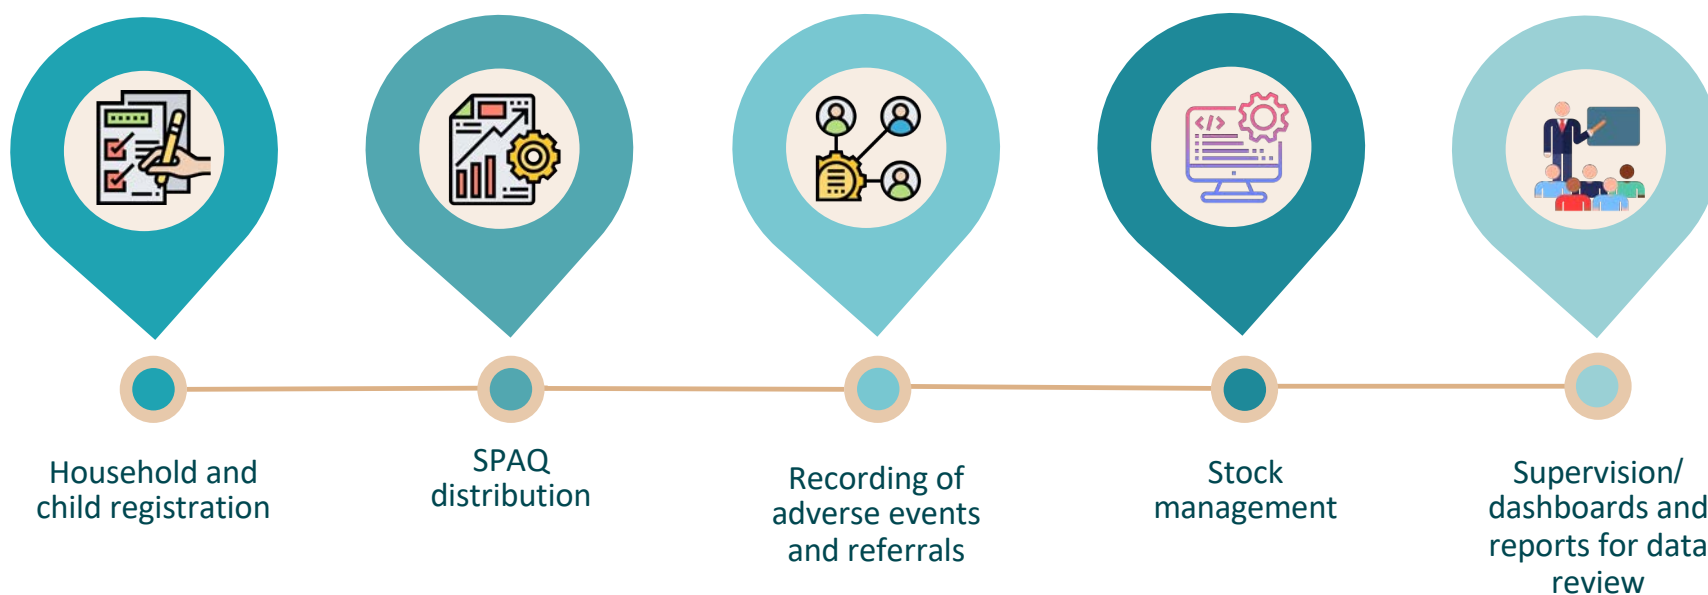 Household and
child registration
SPAQ
distribution
Recording of
adverse events
and referrals
Stock
management
Supervision/
dashboards and
reports for data
review